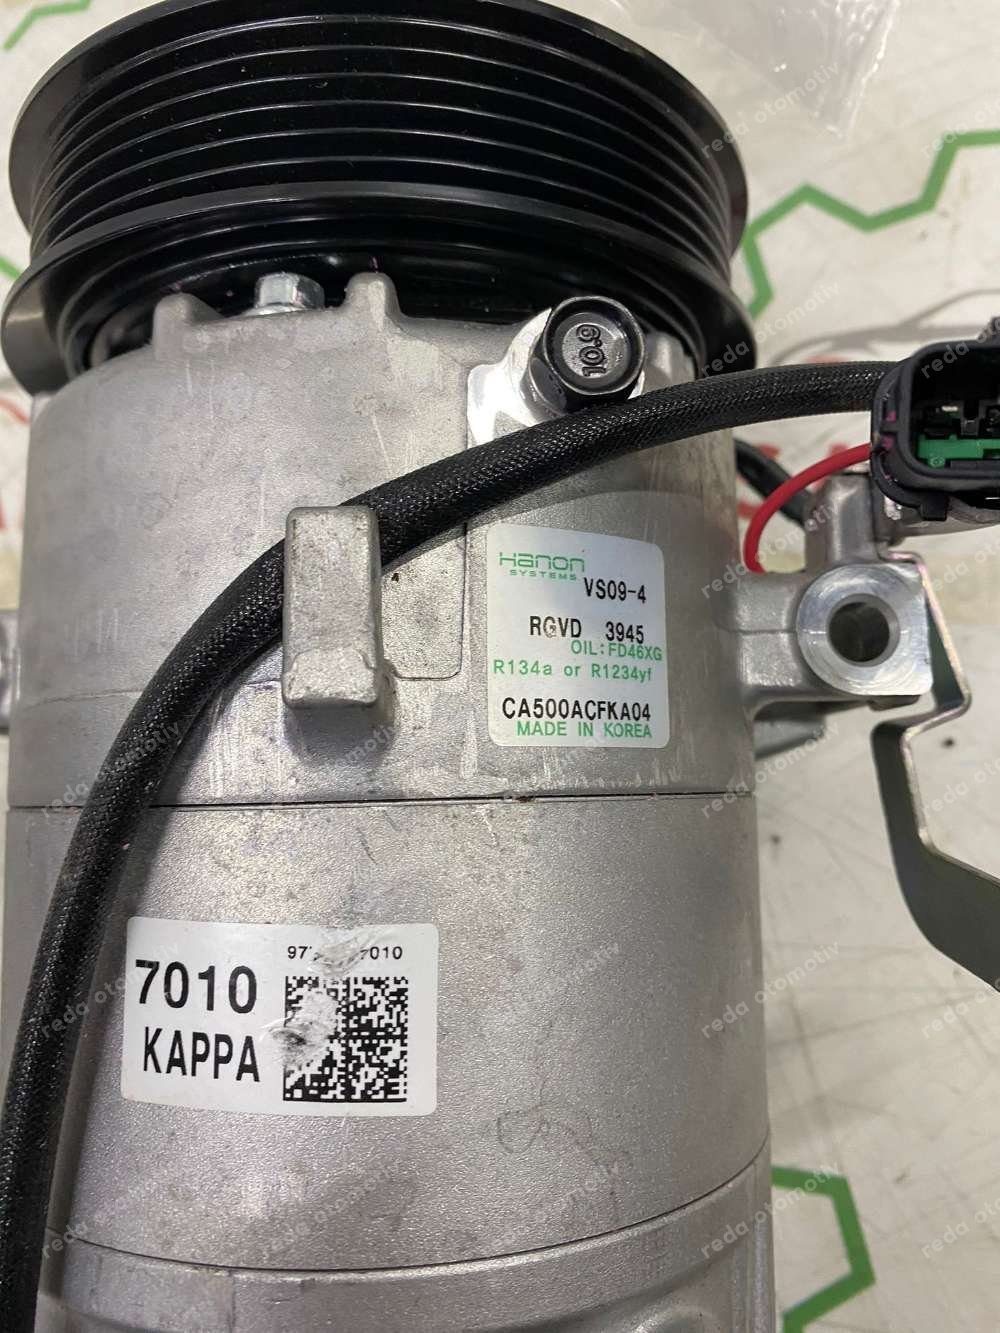 10.9
Hanon
SYSTEMS
VS09-4
RGVD 3945
OIL:FD46XG
R134a or R1234yf
CA500ACFKA04
MADE IN KOREA
7010
KAPPA
reda otomotiv